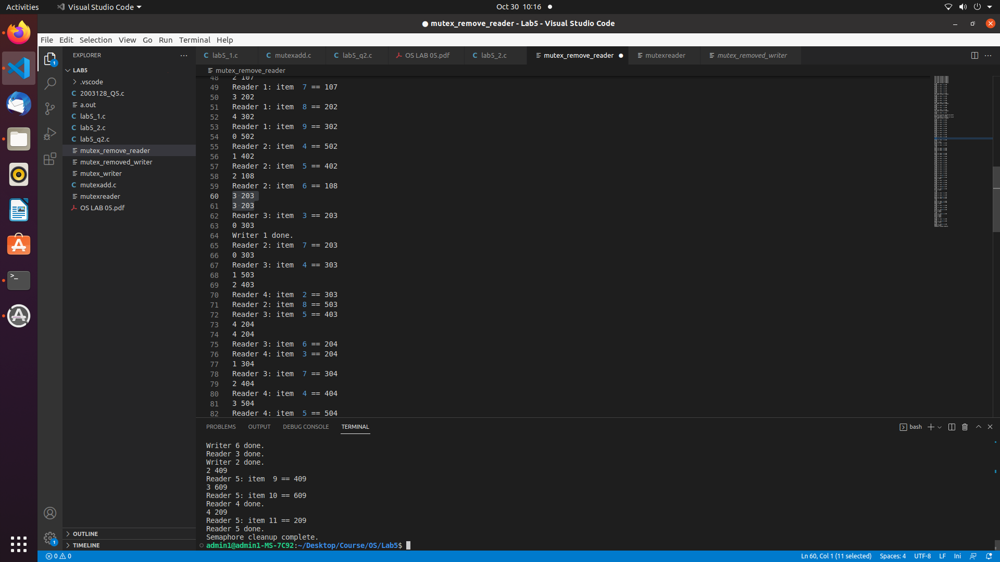 Activities
Visual Studio Code
Oct 30 10:16
mutex_remove_reader - Lab5 - Visual Studio Code
File Edit Selection View Go Run Terminal Help
EXPLORER
LAB5
.vscode
2003128_Q5.c
a.out
lab5_1.c
lab5_2.c
lab5_q2.c
mutex_remove_reader
mutex_removed_writer
mutex_writer
mutexadd.c
mutexreader
OS LAB 05.pdf
OUTLINE
TIMELINE
lab5_1.c mutexadd.c lab5_q2.c OS LAB 05.pdf lab5_2.c mutex_remove_reader mutexreader mutex_removed_writer
mutex_remove_reader
48 2 107
49 Reader 1: item  7 == 107
50 3 202
51 Reader 1: item  8 == 202
52 4 302
53 Reader 1: item  9 == 302
54 0 502
55 Reader 2: item  4 == 502
56 1 402
57 Reader 2: item  5 == 402
58 2 108
59 Reader 2: item  6 == 108
60 3 203
61 3 203
62 Reader 3: item  3 == 203
63 0 303
64 Writer 1 done.
65 Reader 2: item  7 == 203
66 0 303
67 Reader 3: item  4 == 303
68 1 503
69 2 403
70 Reader 4: item  2 == 303
71 Reader 2: item  8 == 503
72 Reader 3: item  5 == 403
73 4 204
74 4 204
75 Reader 3: item  6 == 204
76 Reader 4: item  3 == 204
77 1 304
78 Reader 3: item  7 == 304
79 2 404
80 Reader 4: item  4 == 404
81 3 504
82 Reader 4: item  5 == 504
PROBLEMS OUTPUT DEBUG CONSOLE TERMINAL
bash
Writer 6 done.
Reader 3 done.
Writer 2 done.
2 409
Reader 5: item  9 == 409
3 609
Reader 5: item 10 == 609
Reader 4 done.
4 209
Reader 5: item 11 == 209
Reader 5 done.
Semaphore cleanup complete.
admin1@admin1-MS-7C92:~/Desktop/Course/OS/Lab5$
0 0
Ln 60, Col 1 (11 selected) Spaces: 4 UTF-8 LF Ini